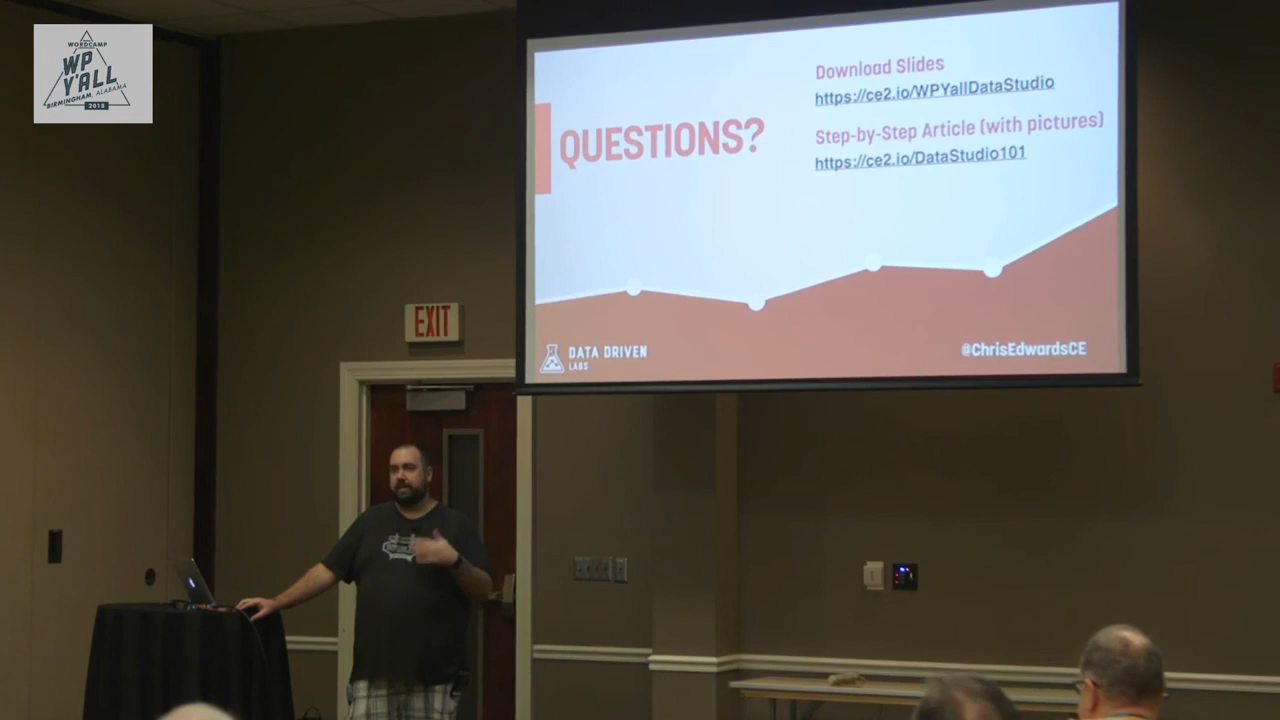 WORDCAMP
WP
Y'ALL
BIRMINGHAM, ALABAMA
2018
Download Slides
https://ce2.io/WPYallDataStudio
QUESTIONS?
Step-by-Step Article (with pictures)
https://ce2.io/DataStudio101
EXIT
DATA DRIVEN
LABS
@ChrisEdwardsCE